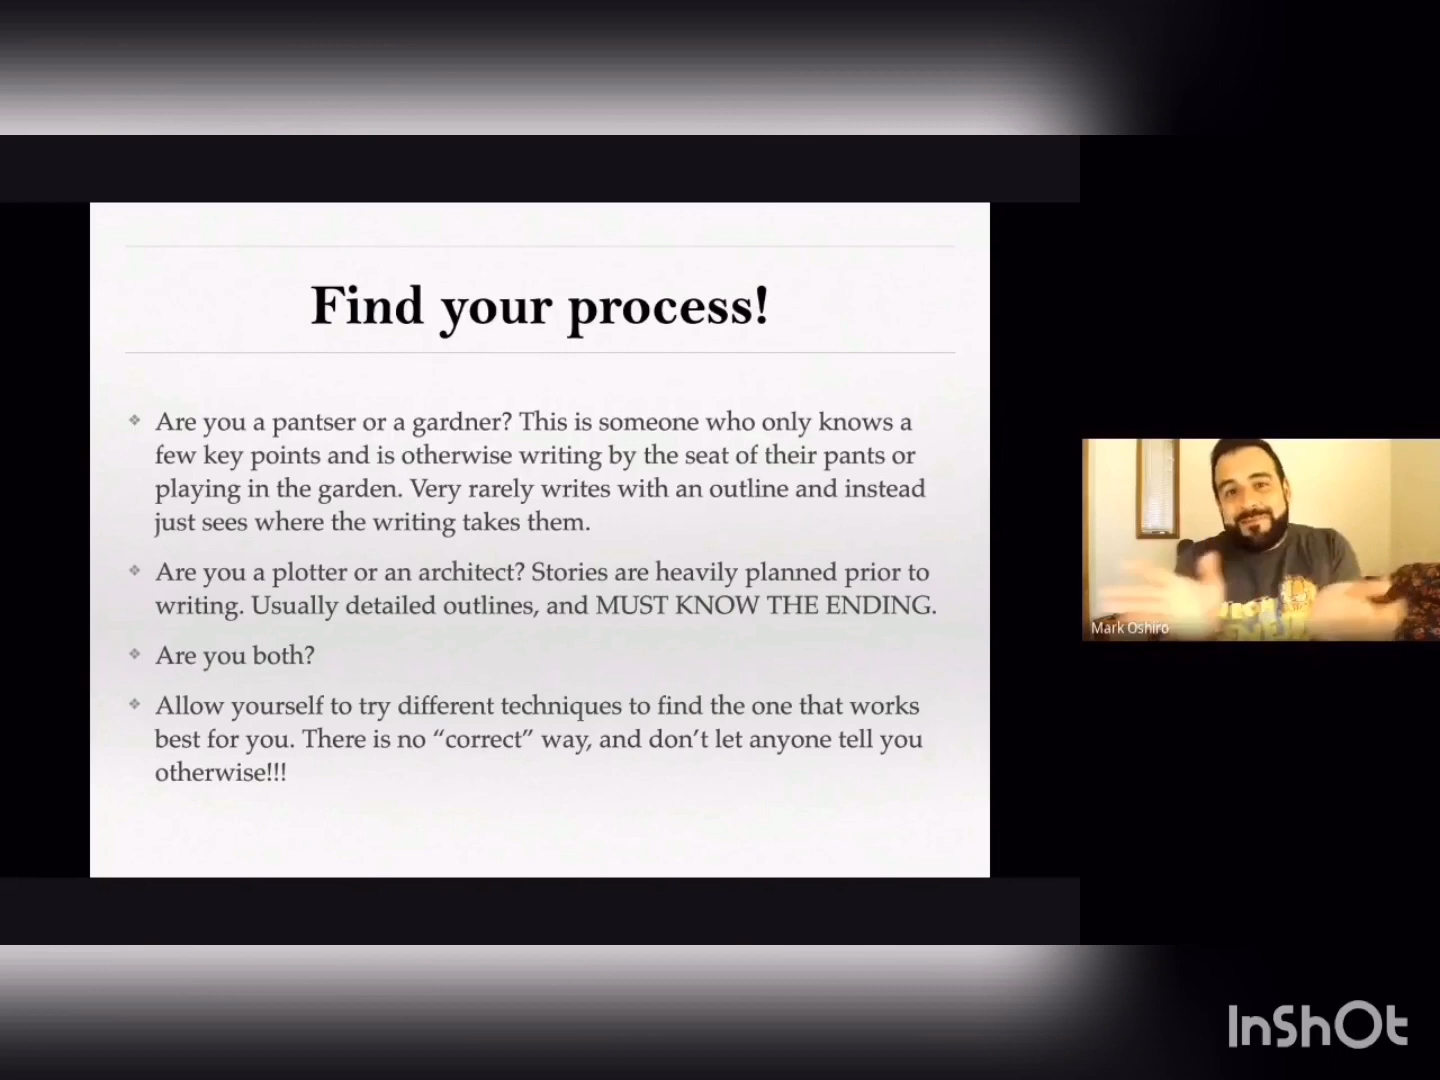 Find your process!
Are you a pantser or a gardner? This is someone who only knows a
few key points and is otherwise writing by the seat of their pants or
playing in the garden. Very rarely writes with an outline and instead
just sees where the writing takes them.
Are you a plotter or an architect? Stories are heavily planned prior to
writing. Usually detailed outlines, and MUST KNOW THE ENDING.
Are you both?
Allow yourself to try different techniques to find the one that works
best for you. There is no “correct” way, and don’t let anyone tell you
otherwise!!!
Mark Oshiro
InShOt